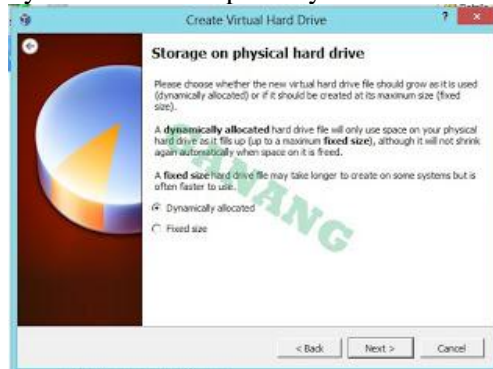 Create Virtual Hard Drive
?
Storage on physical hard drive
Please choose whether the new virtual hard drive file should grow as it is used
(dynamically allocated) or if it should be created at its maximum size (fixed
size).
A dynamically allocated hard drive file will only use space on your physical
hard drive as it fills up (up to a maximum fixed size), although it will not shrink
again automatically when space on it is freed.
A fixed size hard drive file may take longer to create on some systems but is
often faster to use.
Dynamically allocated
Fixed size
< Back
Next >
Cancel